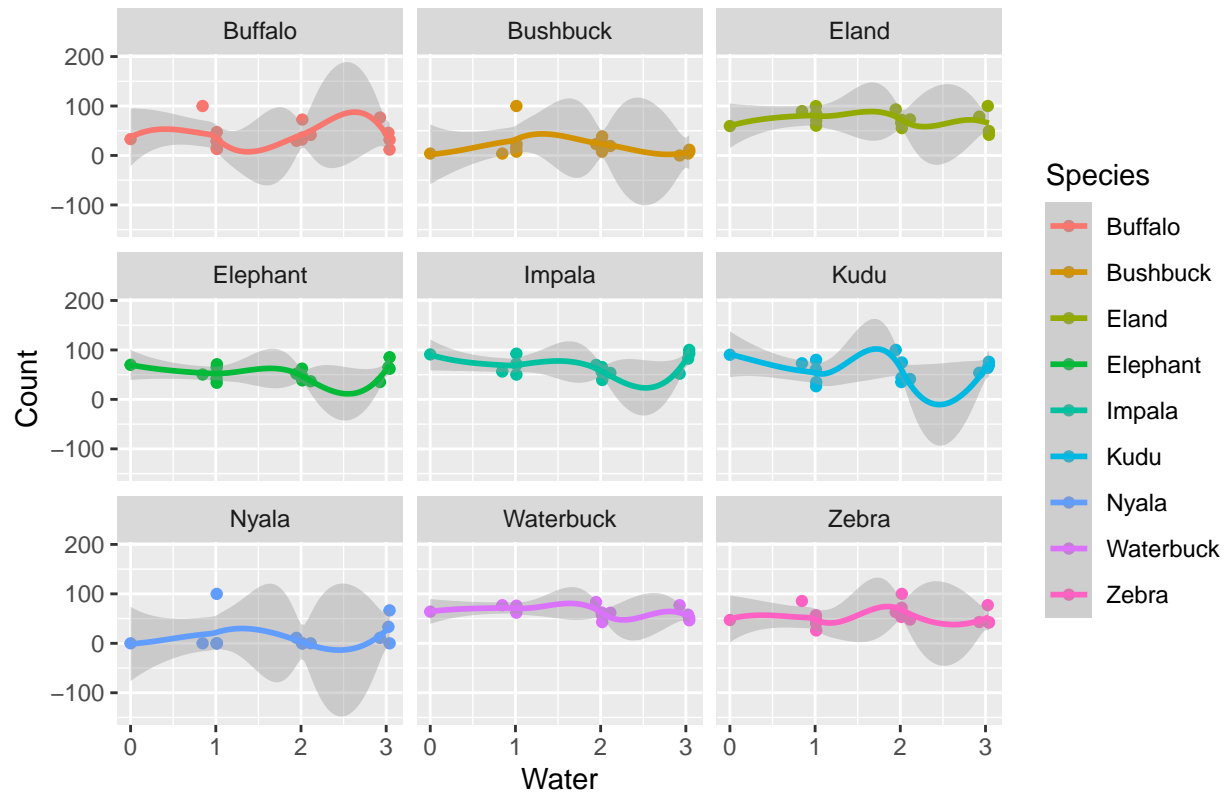 Buffalo Bushbuck Eland
200
100
0
−100
Elephant Impala Kudu
200
100
0
−100
Nyala Waterbuck Zebra
200
100
0
−100
0 1 2 3 0 1 2 3 0 1 2 3
Water
Count
Species
Buffalo
Bushbuck
Eland
Elephant
Impala
Kudu
Nyala
Waterbuck
Zebra